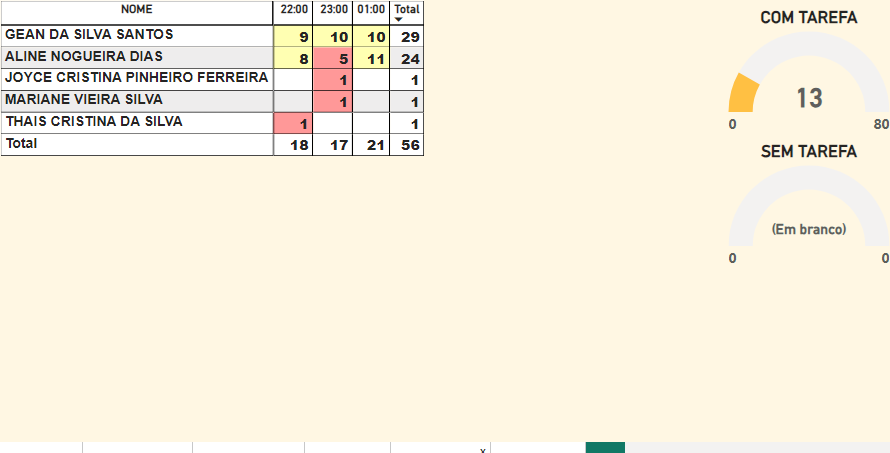 NOME 22:00 23:00 01:00 Total
GEAN DA SILVA SANTOS 9 10 10 29
ALINE NOGUEIRA DIAS 8 5 11 24
JOYCE CRISTINA PINHEIRO FERREIRA 1 1
MARIANE VIEIRA SILVA 1 1
THAIS CRISTINA DA SILVA 1 1
Total 18 17 21 56
COM TAREFA
13
0 80
SEM TAREFA
(Em branco)
0 0
x